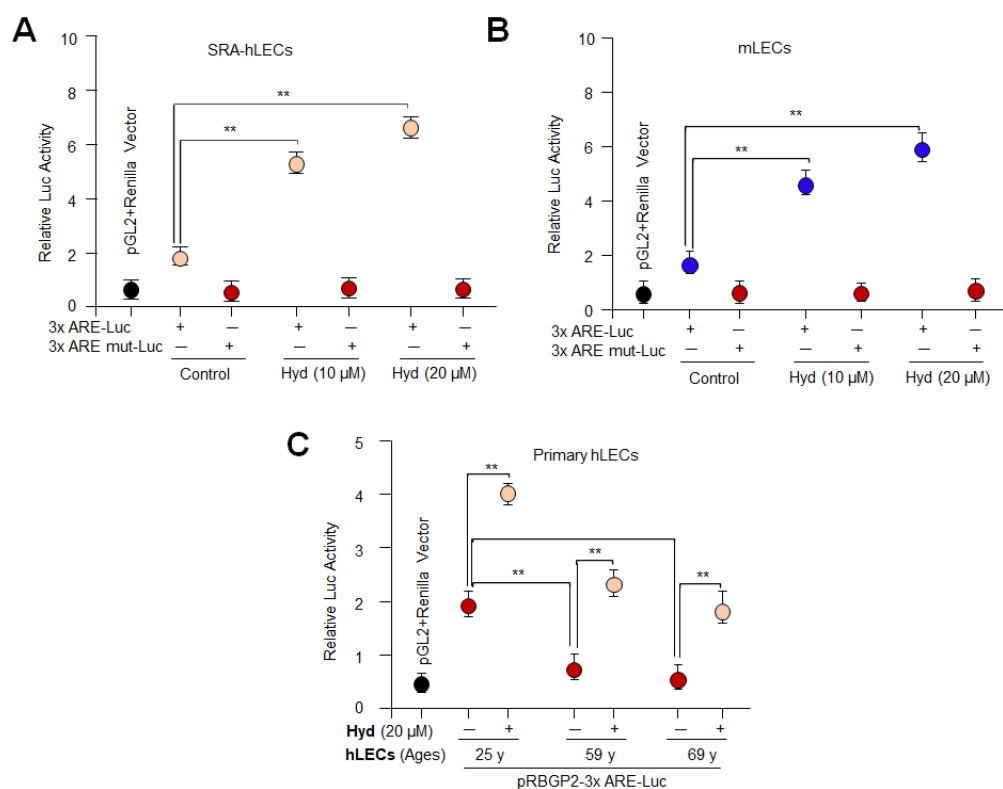 A
SRA-hLECs
Relative Luc Activity
10
8
6
4
2
0
pGL2+Renilla Vector
**
**
3x ARE-Luc + — + — + —
3x ARE mut-Luc — + — + — +
Control Hyd (10 µM) Hyd (20 µM)
B
mLECs
Relative Luc Activity
10
8
6
4
2
0
pGL2+Renilla Vector
**
**
3x ARE-Luc + — + — + —
3x ARE mut-Luc — + — + — +
Control Hyd (10 µM) Hyd (20 µM)
C
Primary hLECs
Relative Luc Activity
5
4
3
2
1
0
pGL2+Renilla Vector
**
**
**
**
Hyd (20 µM) — + — + — +
hLECs (Ages) 25 y 59 y 69 y
pRBGP2-3x ARE-Luc